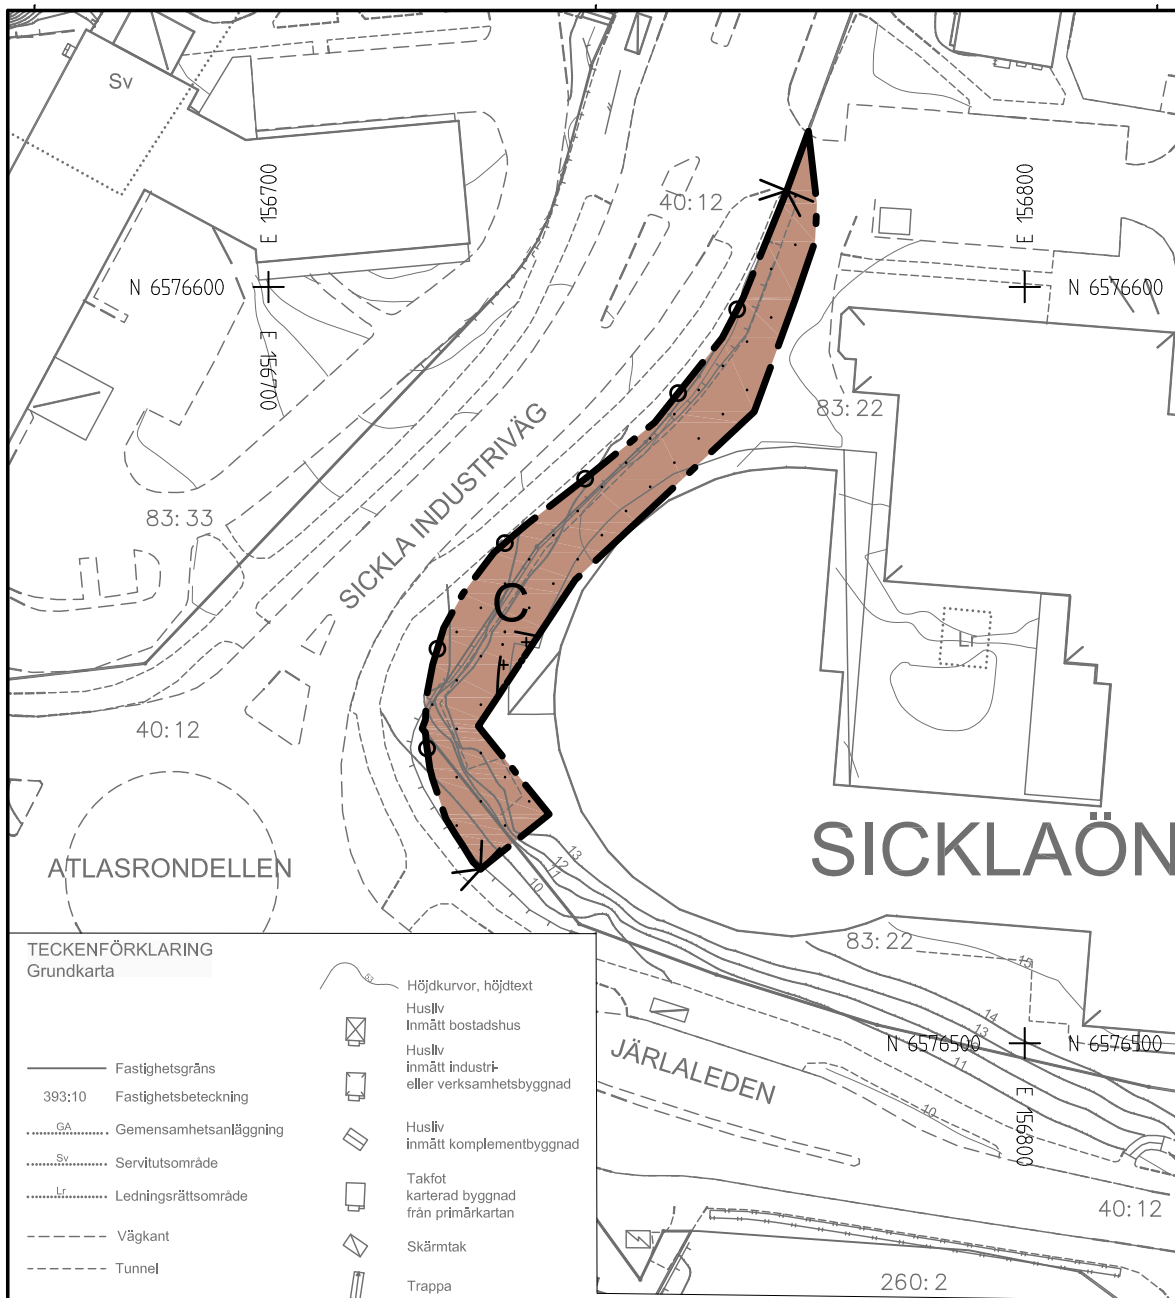 Sv
E 156700
40:12
E 156800
N 6576600
N 6576600
E 156700
83:22
SICKLA INDUSTRIVÄG
83:33
C
Lr
40:12
SICKLAÖN
ATLASRONDELLEN
13
12
11
10
83:22
15
14
13
N 6576500
N 6576500
11
10
JÄRLALEDEN
E 156800
40:12
260:2
TECKENFÖRKLARING
Grundkarta
Fastighetsgräns
393:10 Fastighetsbeteckning
GA Gemensamhetsanläggning
Sv Servitutsområde
Lr Ledningsrättsområde
Vägkant
Tunnel
53 Höjdkurvor, höjdtext
Husliv
Inmätt bostadshus
Husliv
inmätt industri-
eller verksamhetsbyggnad
Husliv
inmätt komplementbyggnad
Takfot
karterad byggnad
från primärkartan
Skärmtak
Trappa